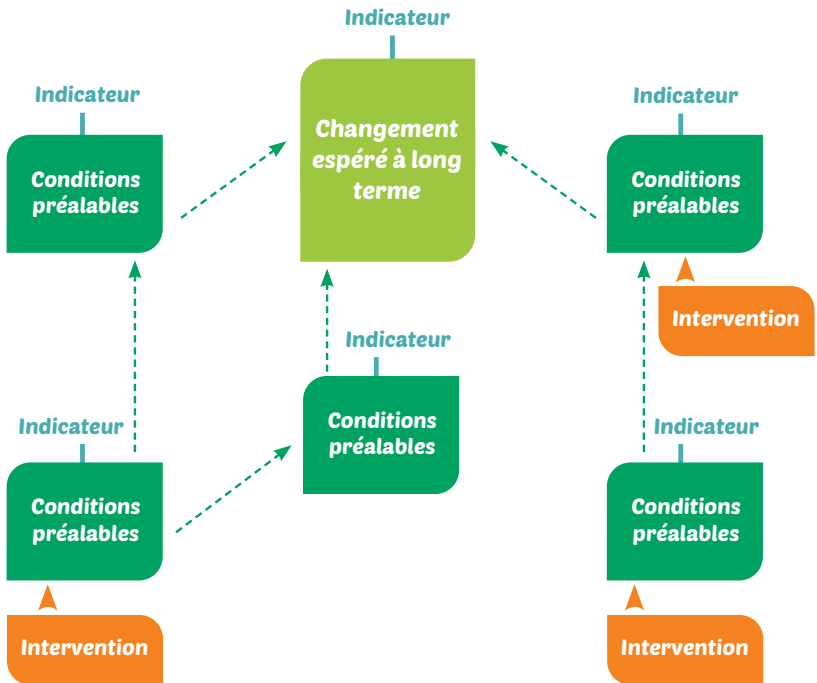 Indicateur
Indicateur
Indicateur
Changement
espéré à long
terme
Conditions
préalables
Conditions
préalables
Intervention
Indicateur
Conditions
préalables
Indicateur
Indicateur
Conditions
préalables
Conditions
préalables
Intervention
Intervention